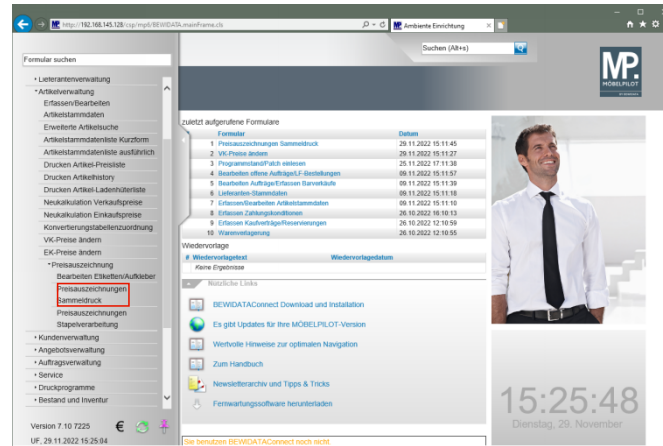 http://192.168.145.128/csp/mpti/BEWIDATA.mainFrame.cls
Ambiente Einrichtung
Formular suchen
Suchen (Alt+s)
MP.
MÖBELPILOT
Lieferantenverwaltung
Artikelverwaltung
Erfassen/Bearbeiten
Artikelstammdaten
Erweiterte Artikelsuche
Artikelstammdatenliste Kurzform
Artikelstammdatenliste ausführlich
Drucken Artikel-Preisliste
Drucken Artikelhistory
Drucken Artikel-Ladenhüterliste
Neukalkulation Verkaufspreise
Neukalkulation Einkaufspreise
Konvertierungstabellenzuordnung
VK-Preise ändern
EK-Preise ändern
Preisauszeichnung
Bearbeiten Etiketten/Aufkleber
Preisauszeichnungen
Sammeldruck
Preisauszeichnungen
Stapelverarbeitung
Kundenverwaltung
Angebotsverwaltung
Auftragsverwaltung
Service
Druckprogramme
Bestand und Inventur
Version 7.10 7225 €
UF, 29.11.2022 15:25:04
zuletzt aufgerufene Formulare
Formular Datum
1 Preisauszeichnungen Sammeldruck 29.11.2022 15:11:45
2 VK-Preise ändern 29.11.2022 15:11:27
3 Programmstand/Patch einlesen 25.11.2022 17:11:38
4 Bearbeiten offene Aufträge/LF-Bestellungen 09.11.2022 15:11:57
5 Bearbeiten Aufträge/Erfassen Barverkäufe 09.11.2022 15:11:39
6 Lieferanten-Stammdaten 09.11.2022 15:11:18
7 Erfassen/Bearbeiten Artikelstammdaten 09.11.2022 15:11:10
8 Erfassen Zahlungskonditionen 26.10.2022 16:10:13
9 Erfassen Kaufverträge/Reservierungen 26.10.2022 12:10:59
10 Warenverlagerung 26.10.2022 12:10:55
Wiedervorlage
# Wiedervorlagetext Wiedervorlagedatum
Keine Ergebnisse
Nützliche Links
BEWIDATAConnect Download und Installation
Es gibt Updates für Ihre MÖBELPILOT-Version
Wertvolle Hinweise zur optimalen Navigation
Zum Handbuch
Newsletterarchiv und Tipps & Tricks
Fernwartungssoftware herunterladen
Sie benutzen BEWIDATAConnect noch nicht
15:25:48
Dienstag, 29. November